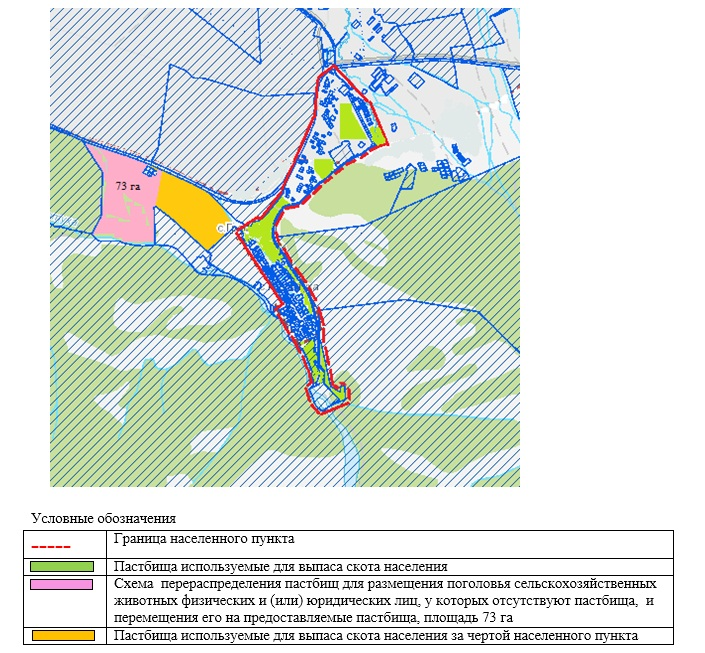 73 га
с.Г
Условные обозначения
Граница населенного пункта
Пастбища используемые для выпаса скота населения
Схема перераспределения пастбищ для размещения поголовья сельскохозяйственных
животных физических и (или) юридических лиц, у которых отсутствуют пастбища, и
перемещения его на предоставляемые пастбища, площадь 73 га
Пастбища используемые для выпаса скота населения за чертой населенного пункта